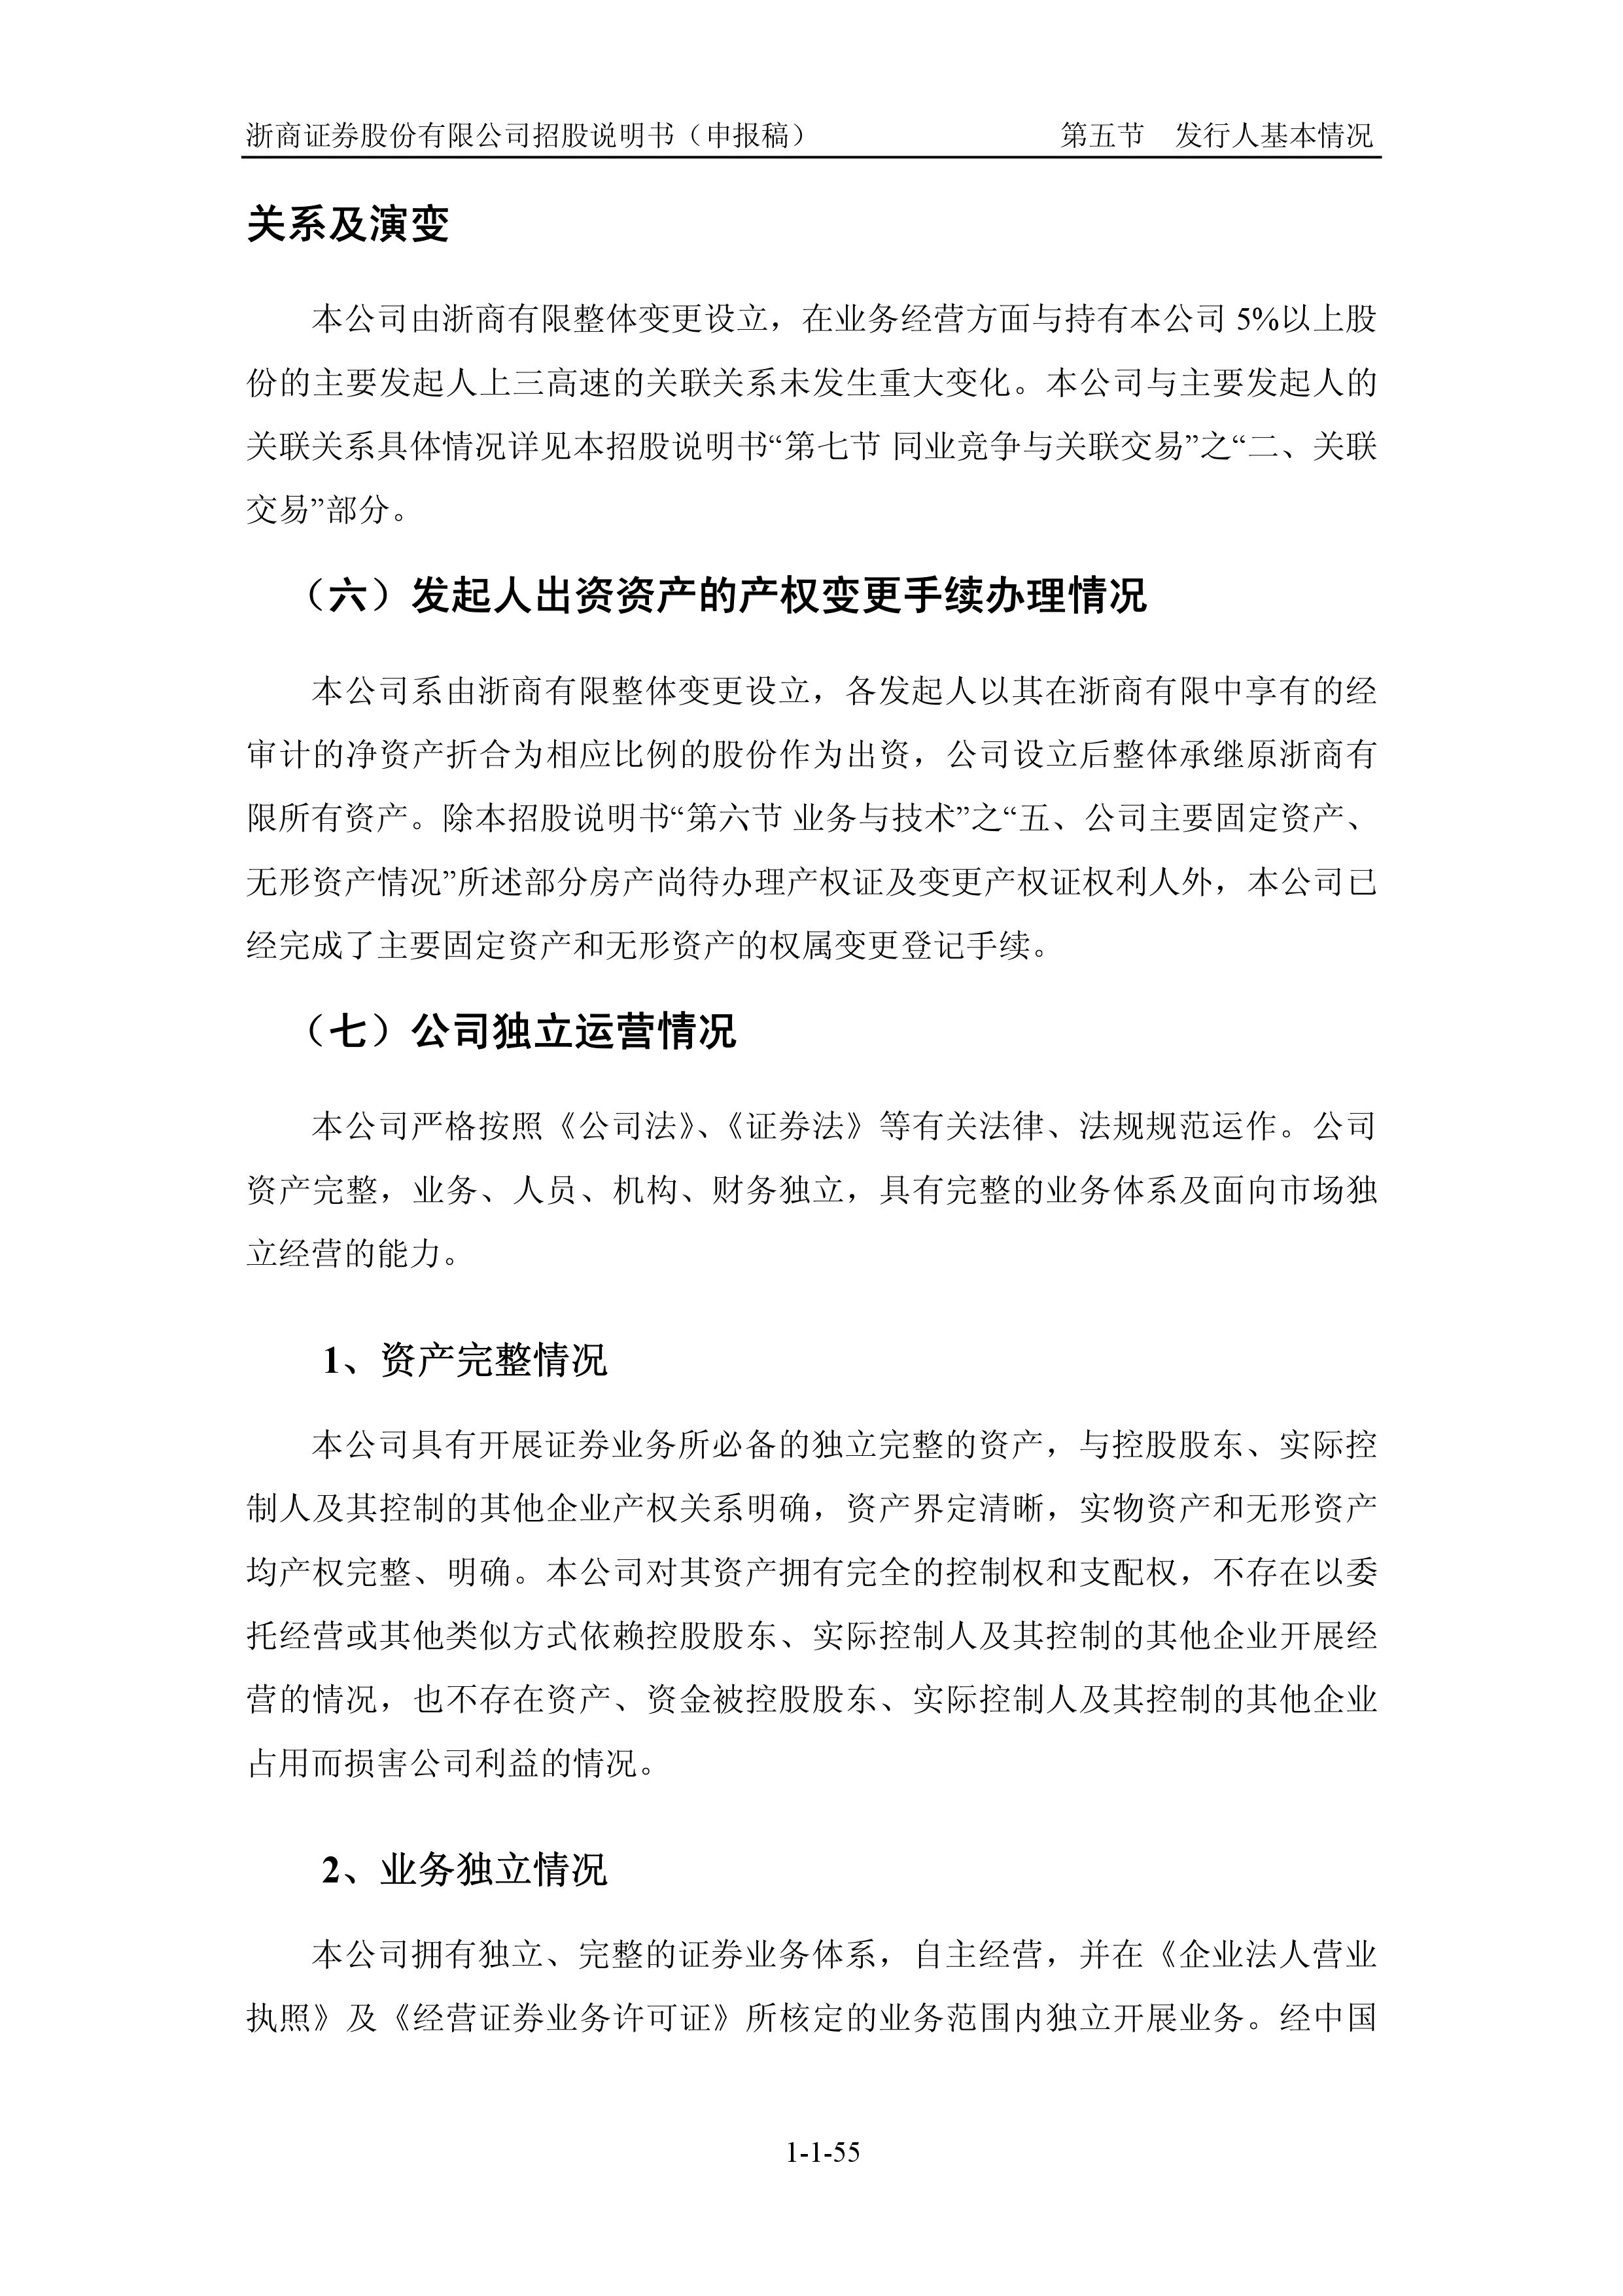 浙商证券股份有限公司招股说明书（申报稿）　　第五节　发行人基本情况
关系及演变
本公司由浙商有限整体变更设立，在业务经营方面与持有本公司 5%以上股
份的主要发起人上三高速的关联关系未发生重大变化。本公司与主要发起人的
关联关系具体情况详见本招股说明书“第七节 同业竞争与关联交易”之“二、关联
交易”部分。
（六）发起人出资资产的产权变更手续办理情况
本公司系由浙商有限整体变更设立，各发起人以其在浙商有限中享有的经
审计的净资产折合为相应比例的股份作为出资，公司设立后整体承继原浙商有
限所有资产。除本招股说明书“第六节 业务与技术”之“五、公司主要固定资产、
无形资产情况”所述部分房产尚待办理产权证及变更产权证权利人外，本公司已
经完成了主要固定资产和无形资产的权属变更登记手续。
（七）公司独立运营情况
本公司严格按照《公司法》、《证券法》等有关法律、法规规范运作。公司
资产完整，业务、人员、机构、财务独立，具有完整的业务体系及面向市场独
立经营的能力。
1、资产完整情况
本公司具有开展证券业务所必备的独立完整的资产，与控股股东、实际控
制人及其控制的其他企业产权关系明确，资产界定清晰，实物资产和无形资产
均产权完整、明确。本公司对其资产拥有完全的控制权和支配权，不存在以委
托经营或其他类似方式依赖控股股东、实际控制人及其控制的其他企业开展经
营的情况，也不存在资产、资金被控股股东、实际控制人及其控制的其他企业
占用而损害公司利益的情况。
2、业务独立情况
本公司拥有独立、完整的证券业务体系，自主经营，并在《企业法人营业
执照》及《经营证券业务许可证》所核定的业务范围内独立开展业务。经中国
1-1-55